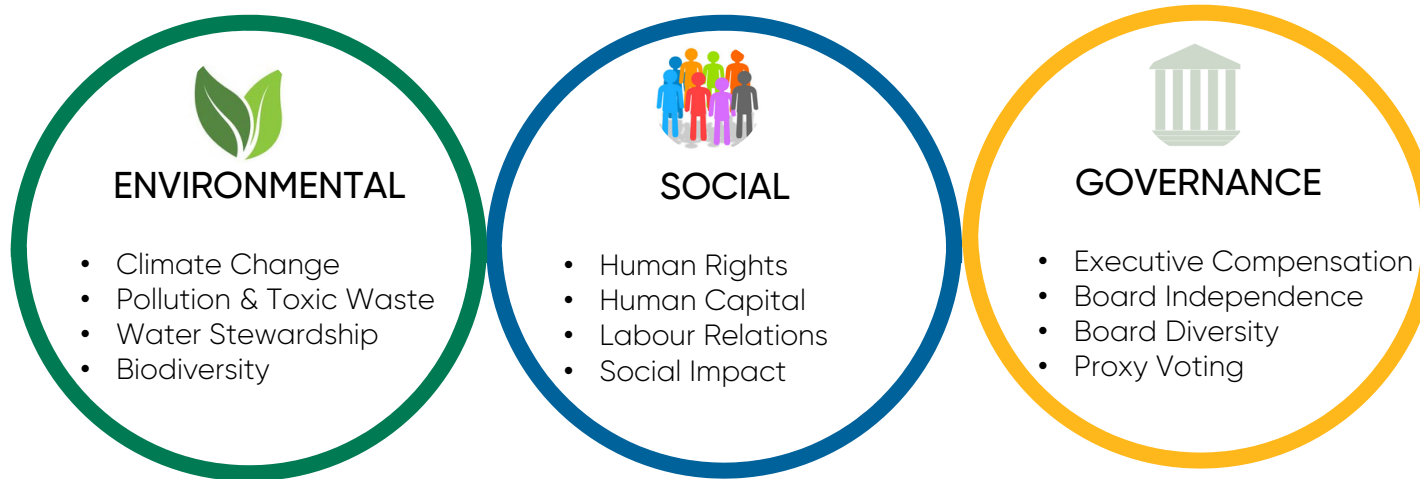 ENVIRONMENTAL
• Climate Change
• Pollution & Toxic Waste
• Water Stewardship
• Biodiversity
SOCIAL
• Human Rights
• Human Capital
• Labour Relations
• Social Impact
GOVERNANCE
• Executive Compensation
• Board Independence
• Board Diversity
• Proxy Voting